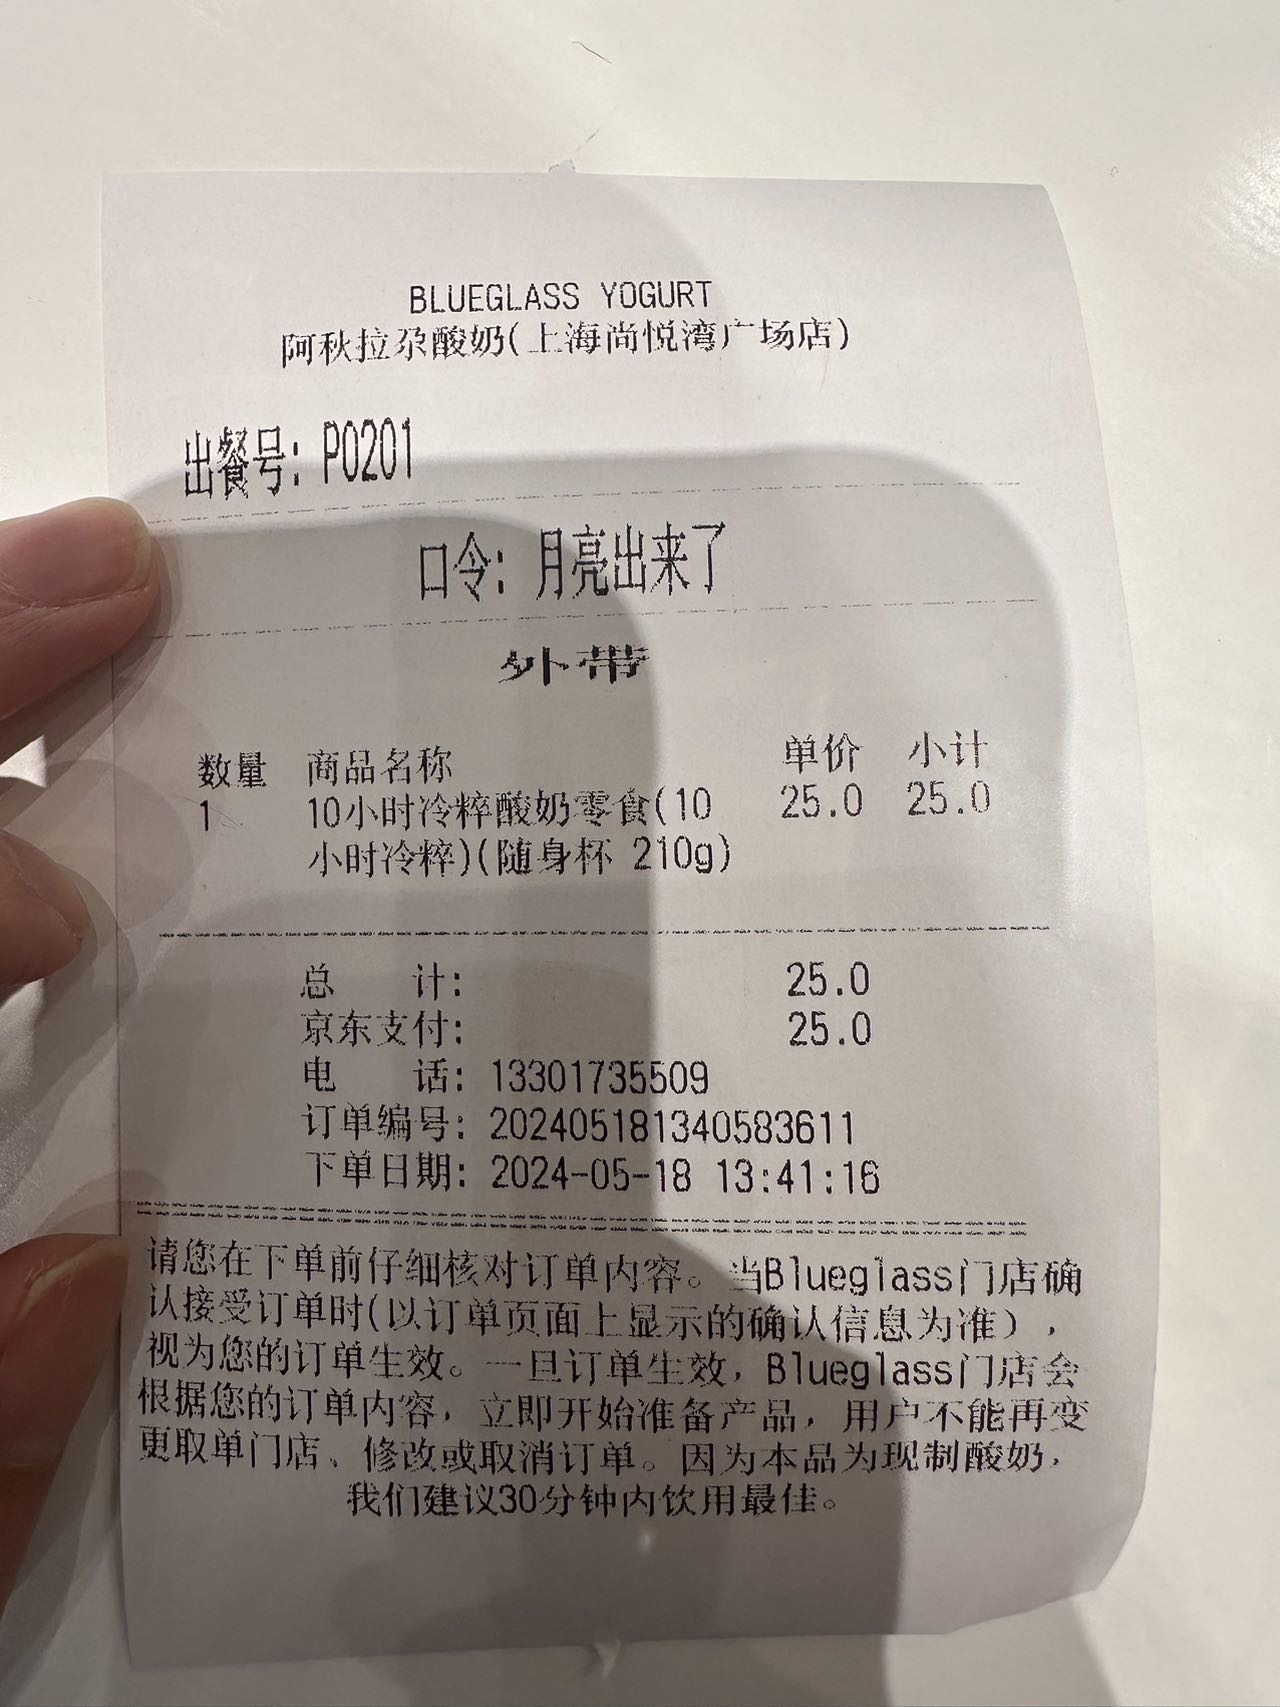 BLUEGLASS YOGURT
阿秋拉尕酸奶(上海尚悦湾广场店)
出餐号: P0201
口令: 月亮出来了
外带
数量 商品名称 单价 小计
1 10小时冷粹酸奶零食(10 25.0 25.0
小时冷粹)(随身杯 210g)
总 计: 25.0
京东支付: 25.0
电 话: 13301735509
订单编号: 202405181340583611
下单日期: 2024-05-18 13:41:16
请您在下单前仔细核对订单内容。当Blueglass门店确
认接受订单时(以订单页面上显示的确认信息为准),
视为您的订单生效。一旦订单生效,Blueglass门店会
根据您的订单内容,立即开始准备产品,用户不能再变
更取单门店、修改或取消订单。因为本品为现制酸奶,
我们建议30分钟内饮用最佳。